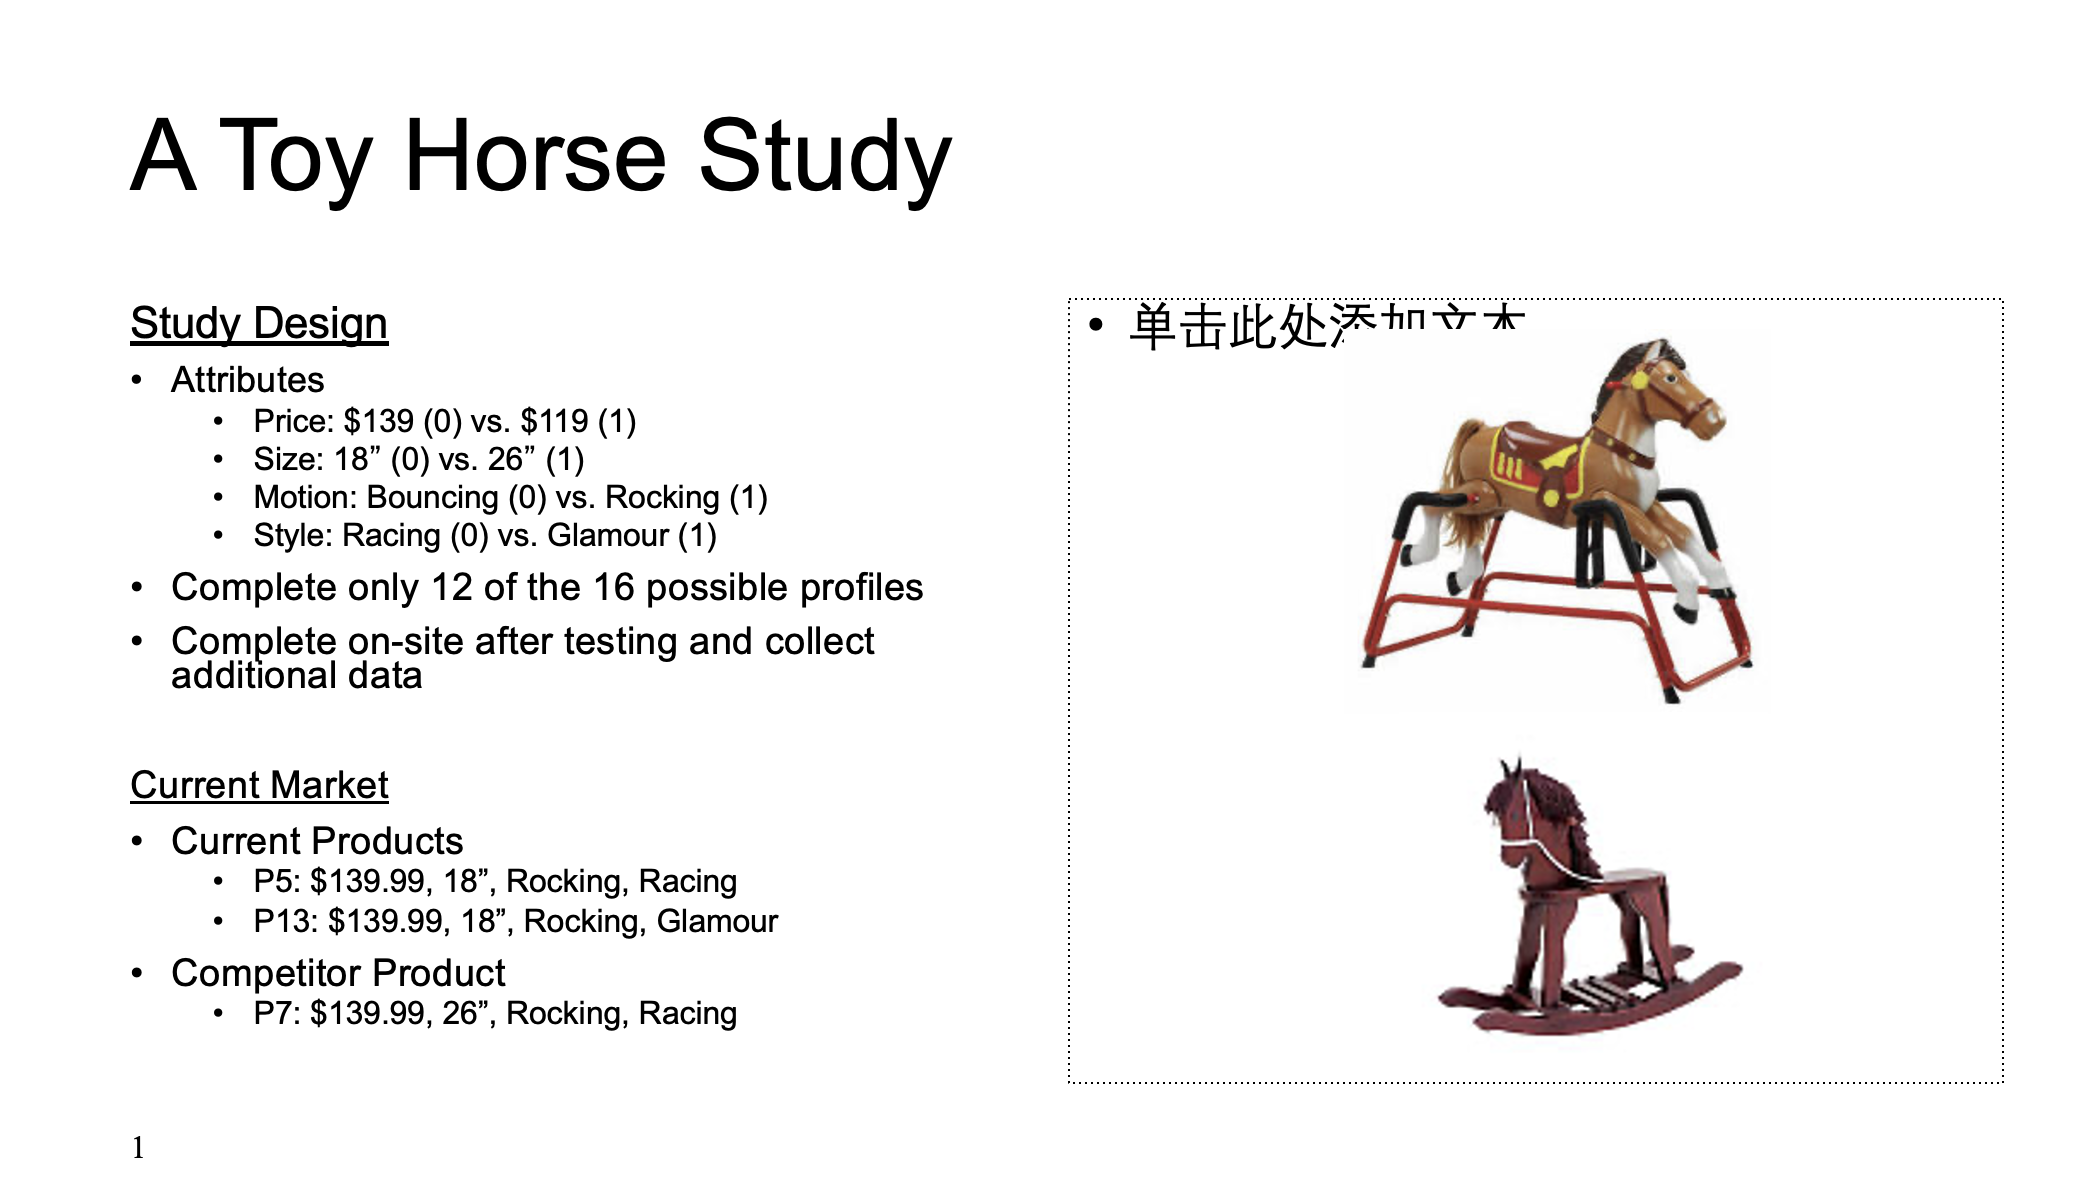 A Toy Horse Study
Study Design
• Attributes
• Price: $139 (0) vs. $119 (1)
• Size: 18” (0) vs. 26” (1)
• Motion: Bouncing (0) vs. Rocking (1)
• Style: Racing (0) vs. Glamour (1)
• Complete only 12 of the 16 possible profiles
• Complete on-site after testing and collect
additional data
Current Market
• Current Products
• P5: $139.99, 18”, Rocking, Racing
• P13: $139.99, 18”, Rocking, Glamour
• Competitor Product
• P7: $139.99, 26”, Rocking, Racing
• 单击此处添加文本
1